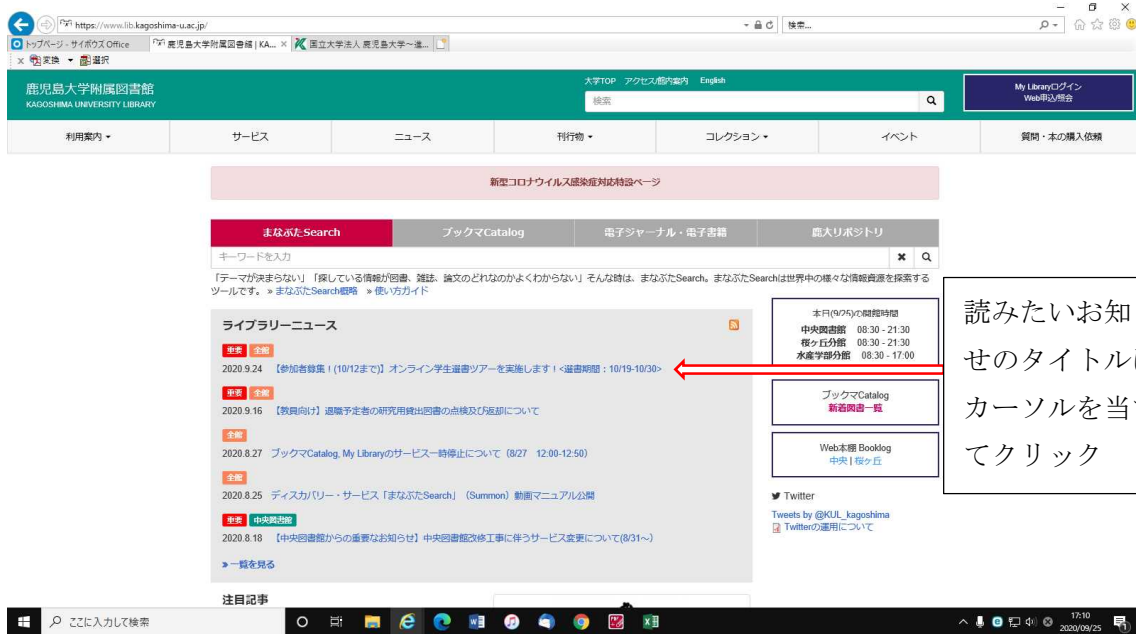 https://www.lib.kagoshima-u.ac.jp/
検索...
トップページ - サイボウズ Office
鹿児島大学附属図書館 | KA...
国立大学法人 鹿児島大学~進...
変換
選択
鹿児島大学附属図書館
KAGOSHIMA UNIVERSITY LIBRARY
大学TOP アクセス/館内案内 English
検索
My Libraryログイン
Web申込/照会
利用案内
サービス
ニュース
刊行物
コレクション
イベント
質問・本の購入依頼
新型コロナウイルス感染症対応特設ページ
まなぶたSearch
ブックマCatalog
電子ジャーナル・電子書籍
鹿大リポジトリ
キーワードを入力
「テーマが決まらない」「探している情報が図書、雑誌、論文のどれなのかよくわからない」そんな時は、まなぶたSearch。まなぶたSearchは世界中の様々な情報資源を探索する
ツールです。 » まなぶたSearch概略 » 使い方ガイド
ライブラリーニュース
重要 全館
2020.9.24 【参加者募集！(10/12まで)】オンライン学生選書ツアーを実施します！<選書期間：10/19-10/30>
重要 全館
2020.9.16 【教員向け】退職予定者の研究用貸出図書の点検及び返却について
全館
2020.8.27 ブックマCatalog, My Libraryのサービス一時停止について（8/27 12:00-12:50）
全館
2020.8.25 ディスカバリー・サービス「まなぶたSearch」（Summon）動画マニュアル公開
重要 中央図書館
2020.8.18 【中央図書館からの重要なお知らせ】中央図書館改修工事に伴うサービス変更について(8/31～)
» 一覧を見る
注目記事
本日(9/25)の開館時間
中央図書館 08:30 - 21:30
桜ヶ丘分館 08:30 - 21:30
水産学部分館 08:30 - 17:00
ブックマCatalog
新着図書一覧
Web本棚 Booklog
中央 | 桜ヶ丘
Twitter
Tweets by @KUL_kagoshima
Twitterの運用について
読みたいお知
せのタイトル
カーソルを当
てクリック
ここに入力して検索
17:10
2020/09/25